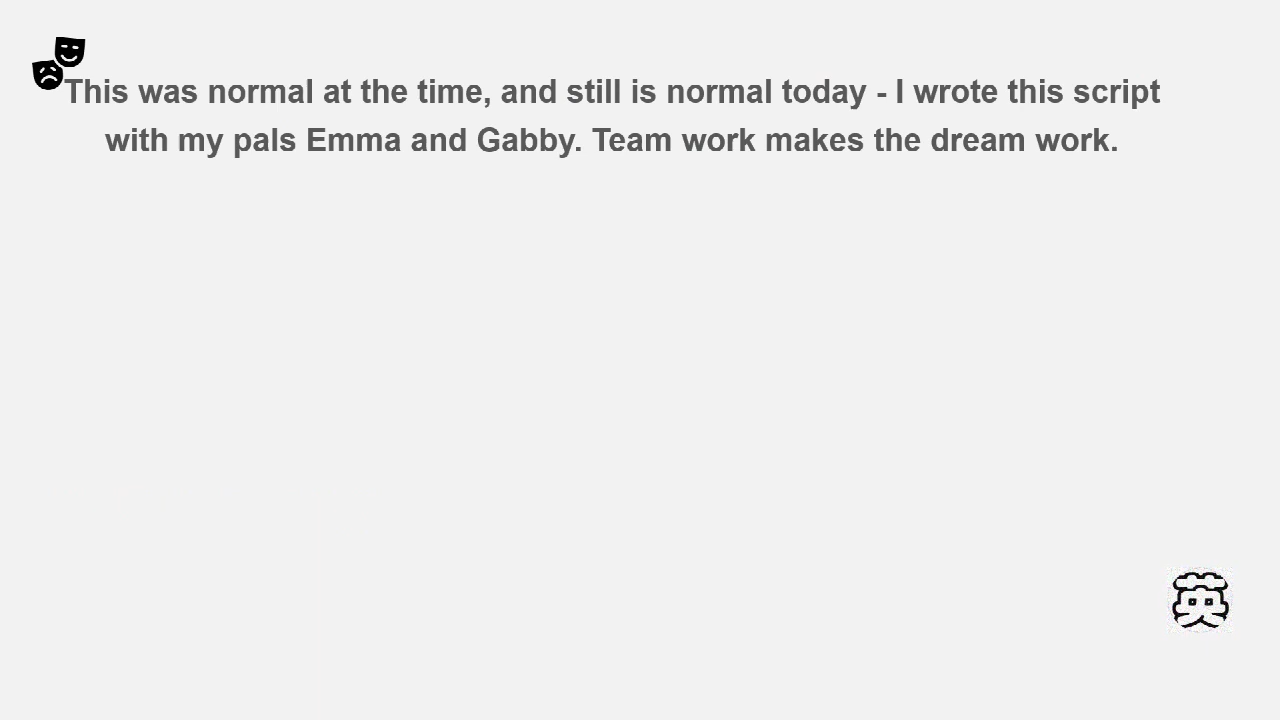 This was normal at the time, and still is normal today - I wrote this script
with my pals Emma and Gabby. Team work makes the dream work.
英